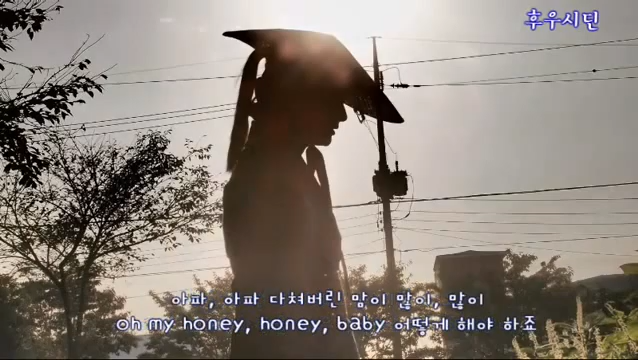 후우시딘
아파, 아파 다쳐버린 맘이 많이, 많이
oh my honey, honey, baby 어떻게 해야 하죠